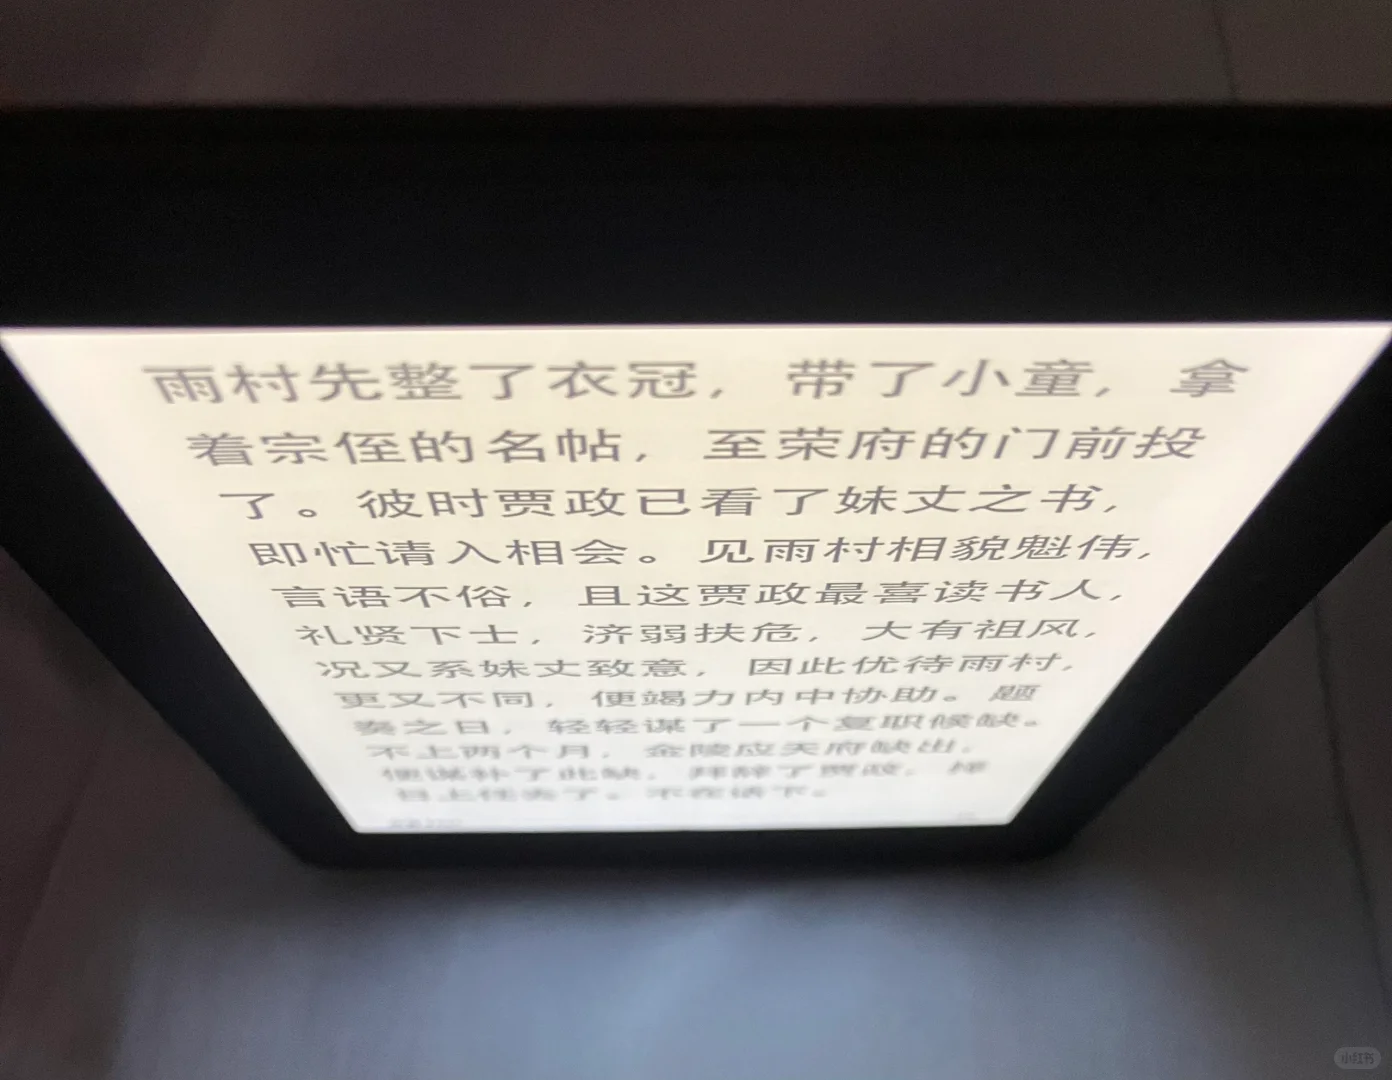 雨村先整了衣冠，带了小童，拿
着宗侄的名帖，至荣府的门前投
了。彼时贾政已看了妹丈之书，
即忙请入相会。见雨村相貌魁伟，
言语不俗，且这贾政最喜读书人，
礼贤下士，济弱扶危，大有祖风，
况又系妹丈致意，因此优待雨村，
更又不同，便竭力内中协助。题
奏之日，轻轻谋了一个复职候缺。
不上两个月，金陵应天府缺出，
便谋补了此缺，拜辞了贾政，择
日上任去了。不在话下。
小红书